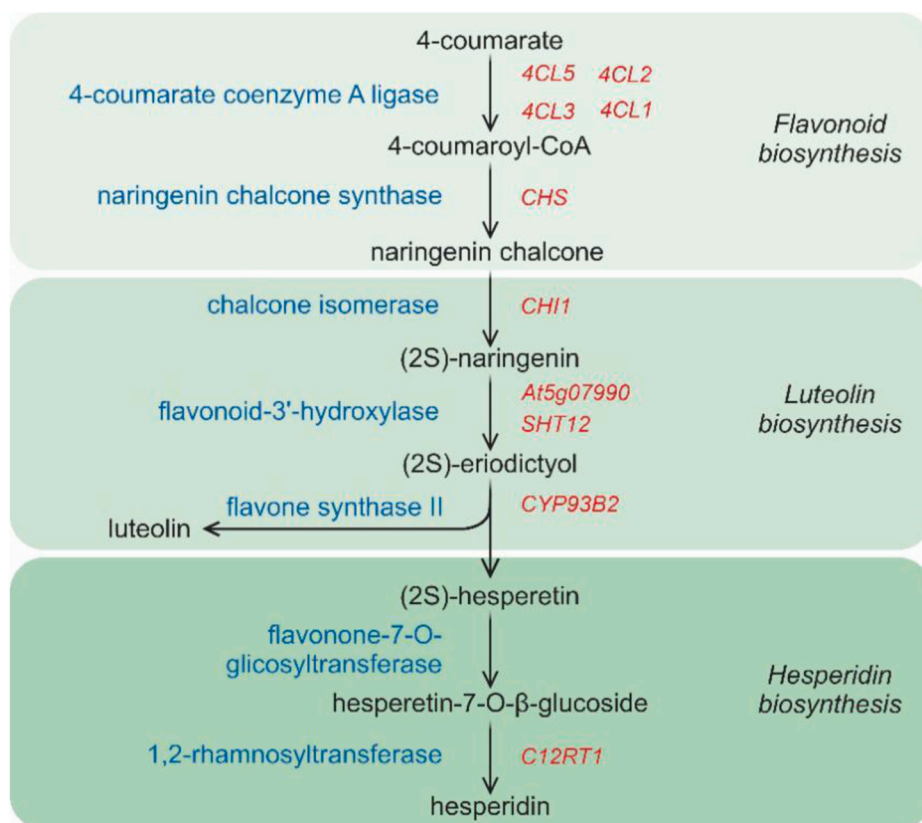 4-coumarate
4-coumarate coenzyme A ligase
4CL5 4CL2
4CL3 4CL1
Flavonoid
biosynthesis
4-coumaroyl-CoA
naringenin chalcone synthase
CHS
naringenin chalcone
chalcone isomerase
CHI1
(2S)-naringenin
flavonoid-3'-hydroxylase
At5g07990
SHT12
Luteolin
biosynthesis
(2S)-eriodictyol
flavone synthase II
CYP93B2
luteolin
(2S)-hesperetin
flavonone-7-O-
glicosyltransferase
Hesperidin
biosynthesis
hesperetin-7-O-β-glucoside
1,2-rhamnosyltransferase
C12RT1
hesperidin